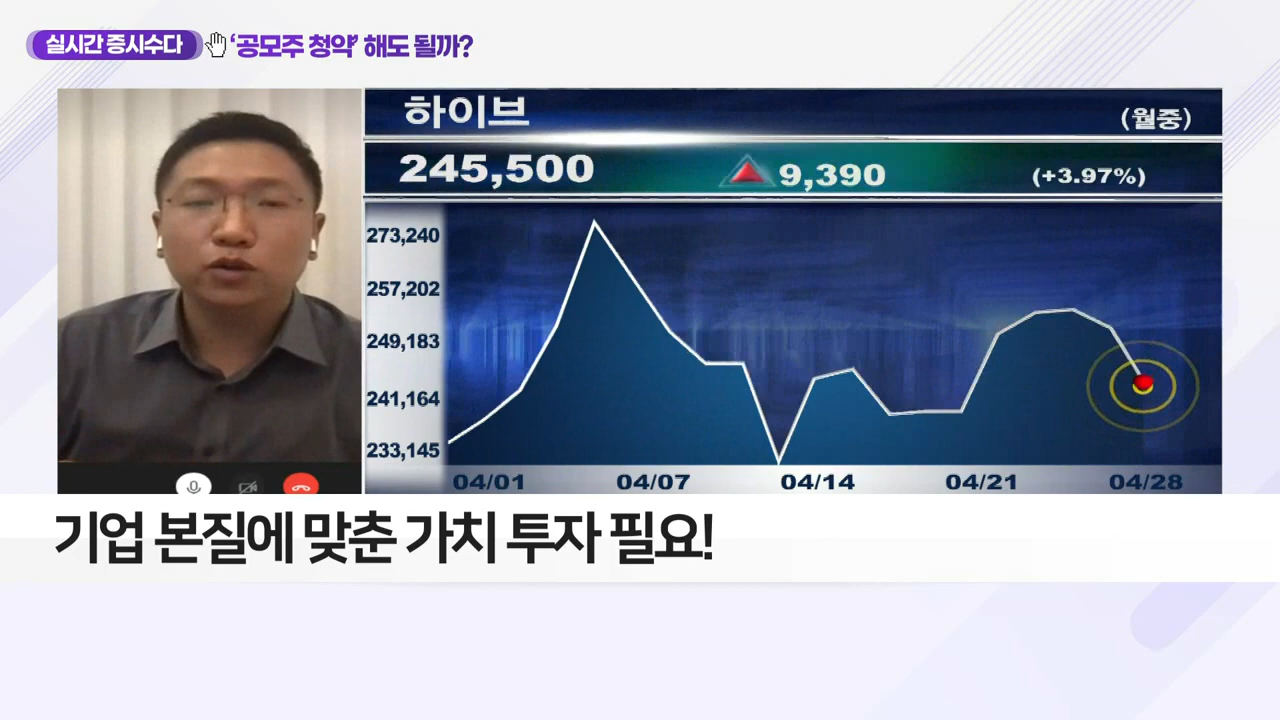 실시간 증시수다 '공모주 청약' 해도 될까?
하이브 (월중)
245,500 9,390 (+3.97%)
273,240
257,202
249,183
241,164
233,145
04/01 04/07 04/14 04/21 04/28
기업 본질에 맞춘 가치 투자 필요!